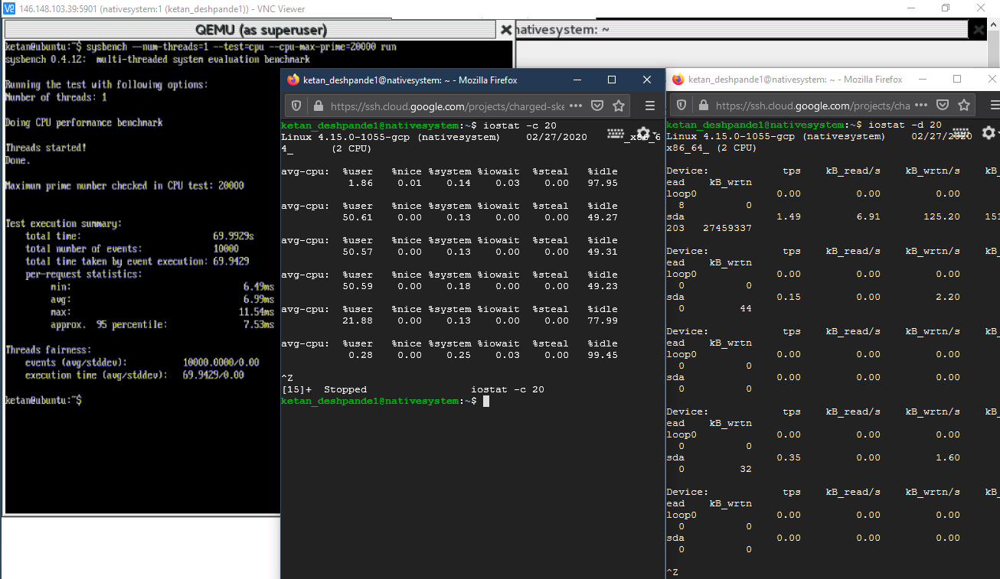 146.148.103.39:5901 (nativesystem:1 (ketan_deshpande1)) - VNC Viewer
QEMU (as superuser)
ketan@ubuntu:~$ sysbench --num-threads=1 --test=cpu --cpu-max-prime=20000 run
sysbench 0.4.12:  multi-threaded system evaluation benchmark
Running the test with following options:
Number of threads: 1
Doing CPU performance benchmark
Threads started!
Done.
Maximum prime number checked in CPU test: 20000
Test execution summary:
total time: 69.9929s
total number of events: 10000
total time taken by event execution: 69.9429
per-request statistics:
min: 6.49ms
avg: 6.99ms
max: 11.54ms
approx.  95 percentile: 7.53ms
Threads fairness:
events (avg/stddev): 10000.0000/0.00
execution time (avg/stddev): 69.9429/0.00
ketan@ubuntu:~$
nativesystem: ~
ketan_deshpande1@nativesystem: ~ - Mozilla Firefox
https://ssh.cloud.google.com/projects/charged-ske
ketan_deshpande1@nativesystem:~$ iostat -c 20
Linux 4.15.0-1055-gcp (nativesystem) 02/27/2020 _x86_6
4_ (2 CPU)
avg-cpu: %user %nice %system %iowait %steal %idle
1.86 0.01 0.14 0.03 0.00 97.95
avg-cpu: %user %nice %system %iowait %steal %idle
50.61 0.00 0.13 0.00 0.00 49.27
avg-cpu: %user %nice %system %iowait %steal %idle
50.57 0.00 0.13 0.00 0.00 49.31
avg-cpu: %user %nice %system %iowait %steal %idle
50.59 0.00 0.18 0.00 0.00 49.23
avg-cpu: %user %nice %system %iowait %steal %idle
21.88 0.00 0.13 0.00 0.00 77.99
avg-cpu: %user %nice %system %iowait %steal %idle
0.28 0.00 0.25 0.03 0.00 99.45
^Z
[15]+  Stopped iostat -c 20
ketan_deshpande1@nativesystem:~$
ketan_deshpande1@nativesystem: ~ - Mozilla Firefox
https://ssh.cloud.google.com/projects/cha
ketan_deshpande1@nativesystem:~$ iostat -d 20
Linux 4.15.0-1055-gcp (nativesystem) 02/27/2020
x86_64_ (2 CPU)
Device: tps kB_read/s kB_wrtn/s kB_
ead kB_wrtn
loop0 0.00 0.00 0.00
8 0
sda 1.49 6.91 125.20 151
203 27459337
Device: tps kB_read/s kB_wrtn/s kB_
ead kB_wrtn
loop0 0.00 0.00 0.00
0 0
sda 0.15 0.00 2.20
0 44
Device: tps kB_read/s kB_wrtn/s kB_
ead kB_wrtn
loop0 0.00 0.00 0.00
0 0
sda 0.00 0.00 0.00
0 0
Device: tps kB_read/s kB_wrtn/s kB_
ead kB_wrtn
loop0 0.00 0.00 0.00
0 0
sda 0.35 0.00 1.60
0 32
Device: tps kB_read/s kB_wrtn/s kB_
ead kB_wrtn
loop0 0.00 0.00 0.00
0 0
sda 0.00 0.00 0.00
0 0
^Z